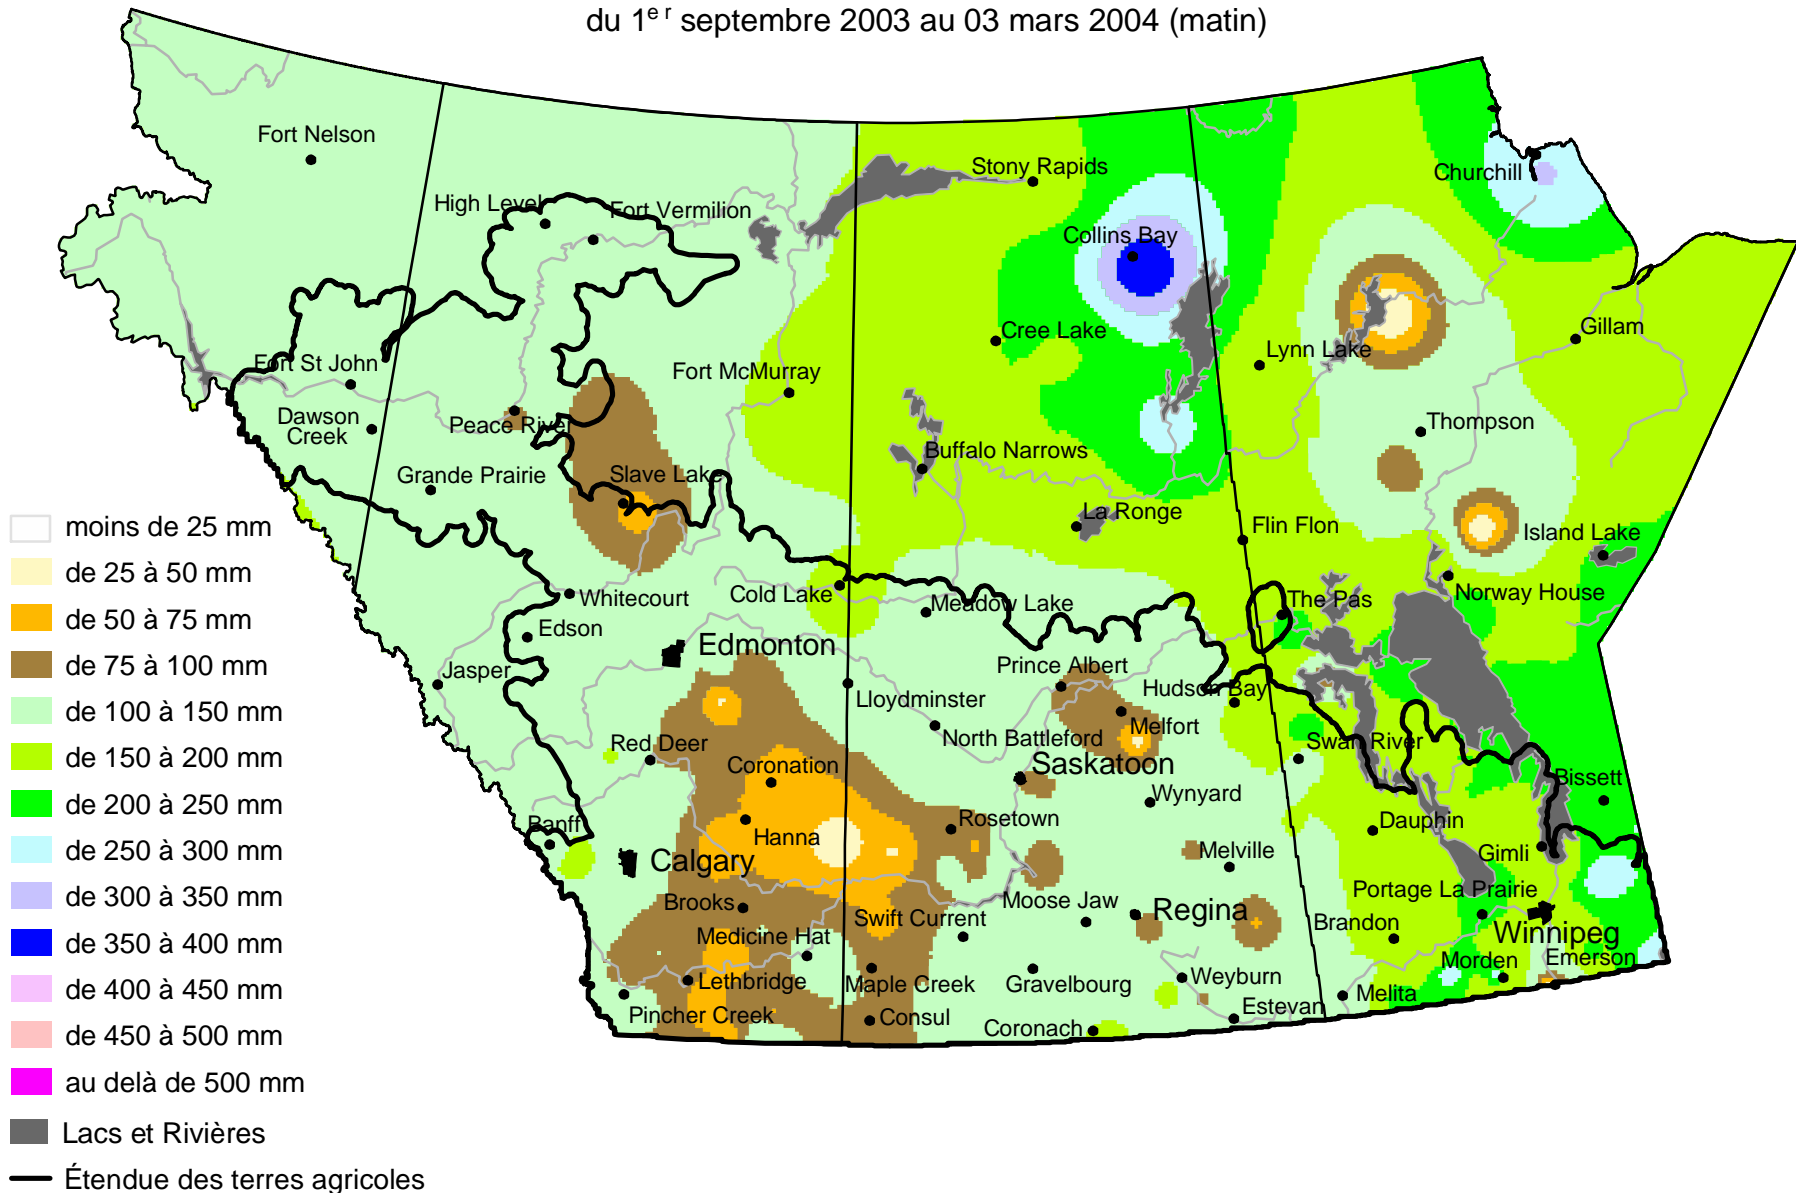 du 1er septembre 2003 au 03 mars 2004 (matin)
Fort Nelson
Stony Rapids
Churchill
High Level
Fort Vermilion
Collins Bay
Cree Lake
Gillam
Lynn Lake
Fort St John
Fort McMurray
Dawson
Creek
Peace River
Thompson
Buffalo Narrows
Grande Prairie
Slave Lake
La Ronge
Flin Flon
Island Lake
Cold Lake
Whitecourt
Meadow Lake
The Pas
Norway House
Edson
Edmonton
Jasper
Prince Albert
Hudson Bay
Lloydminster
Melfort
North Battleford
Red Deer
Swan River
Coronation
Saskatoon
Bissett
Wynyard
Banff
Hanna
Rosetown
Dauphin
Calgary
Melville
Gimli
Portage La Prairie
Brooks
Swift Current
Moose Jaw
Regina
Brandon
Winnipeg
Medicine Hat
Emerson
Morden
Lethbridge
Maple Creek
Gravelbourg
Weyburn
Melita
Pincher Creek
Consul
Coronach
Estevan
moins de 25 mm
de 25 à 50 mm
de 50 à 75 mm
de 75 à 100 mm
de 100 à 150 mm
de 150 à 200 mm
de 200 à 250 mm
de 250 à 300 mm
de 300 à 350 mm
de 350 à 400 mm
de 400 à 450 mm
de 450 à 500 mm
au delà de 500 mm
Lacs et Rivières
Étendue des terres agricoles